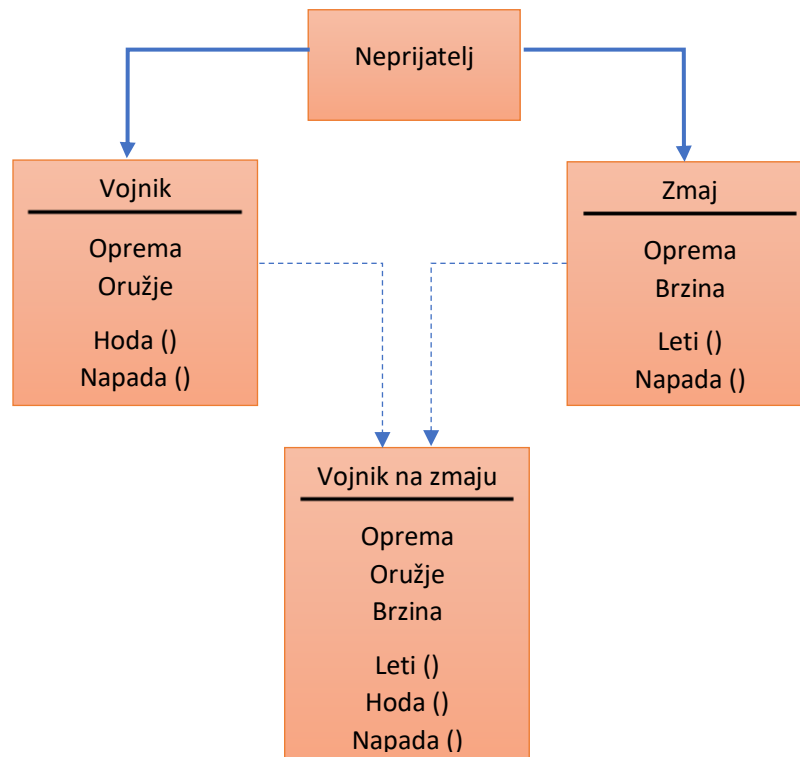 Neprijatelj
Vojnik
Oprema
Oružje
Hoda ()
Napada ()
Zmaj
Oprema
Brzina
Leti ()
Napada ()
Vojnik na zmaju
Oprema
Oružje
Brzina
Leti ()
Hoda ()
Napada ()